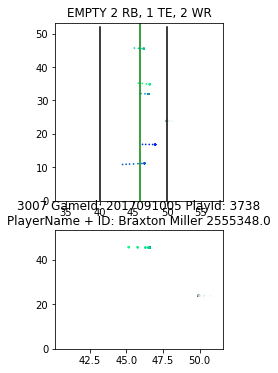 EMPTY 2 RB, 1 TE, 2 WR
50
40
30
20
10
0
35 40 45 50 55
3007 GameId: 2017091005 PlayId: 3738
PlayerName + ID: Braxton Miller 2555348.0
40
20
0
42.5 45.0 47.5 50.0